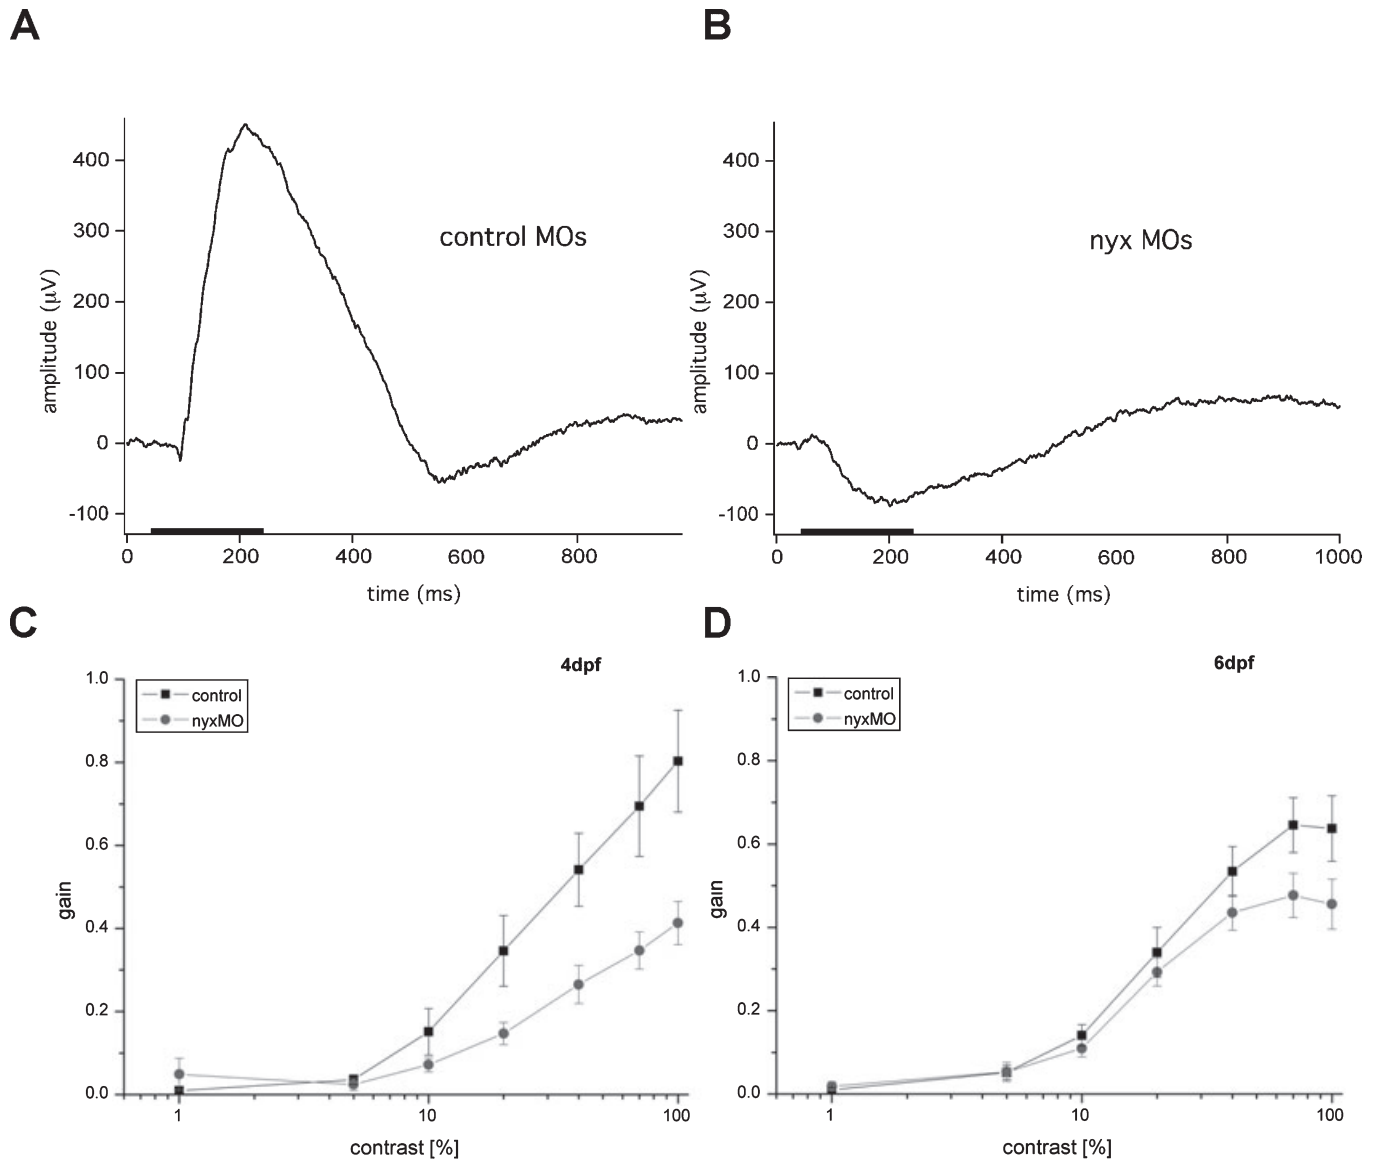 A
B
400
300
200
100
0
-100
amplitude (µV)
control MOs
0
200
400
600
800
time (ms)
400
300
200
100
0
-100
amplitude (µV)
nyx MOs
0
200
400
600
800
1000
time (ms)
C
D
4dpf
control
nyxMO
1.0
0.8
0.6
0.4
0.2
0.0
gain
1
10
100
contrast [%]
6dpf
control
nyxMO
1.0
0.8
0.6
0.4
0.2
0.0
gain
1
10
100
contrast [%]